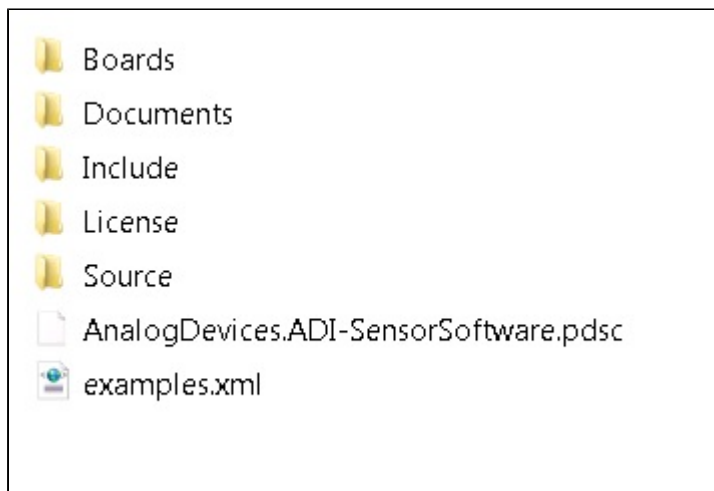 Boards
Documents
Include
License
Source
AnalogDevices.ADI-SensorSoftware.pdsc
examples.xml